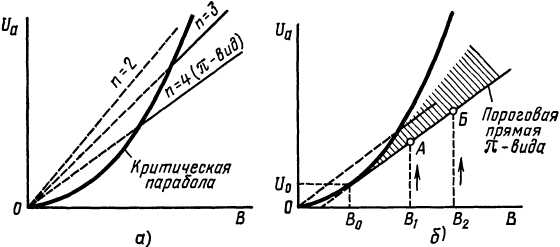 Uа
n=2
n=3
n=4 (π-вид)
Критическая
парабола
0
B
а)
Uа
U₀
А
Б
Пороговая
прямая
π-вида
0
B₀
B₁
B₂
B
б)